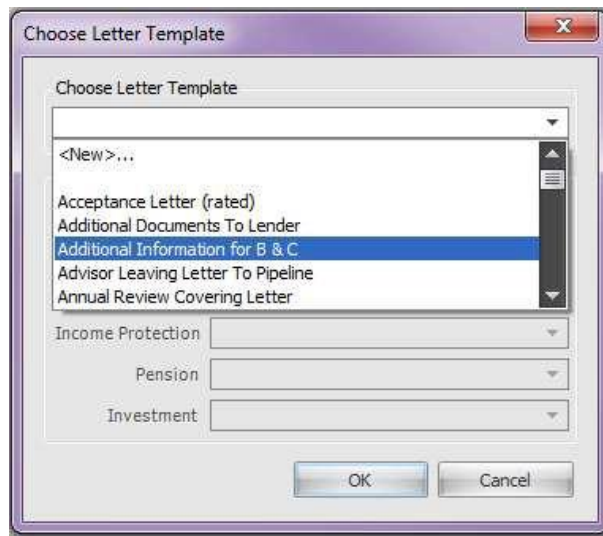 Choose Letter Template
Choose Letter Template
<New>...
Acceptance Letter (rated)
Additional Documents To Lender
Additional Information for B & C
Advisor Leaving Letter To Pipeline
Annual Review Covering Letter
Income Protection
Pension
Investment
OK Cancel